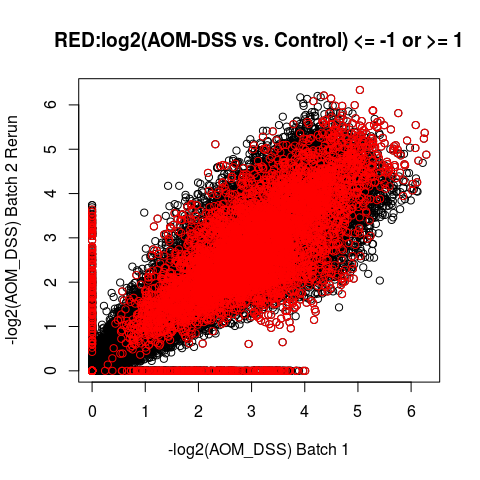 RED:log2(AOM-DSS vs. Control) <= -1 or >= 1
-log2(AOM_DSS) Batch 2 Rerun
6
5
4
3
2
1
0
0 1 2 3 4 5 6
-log2(AOM_DSS) Batch 1